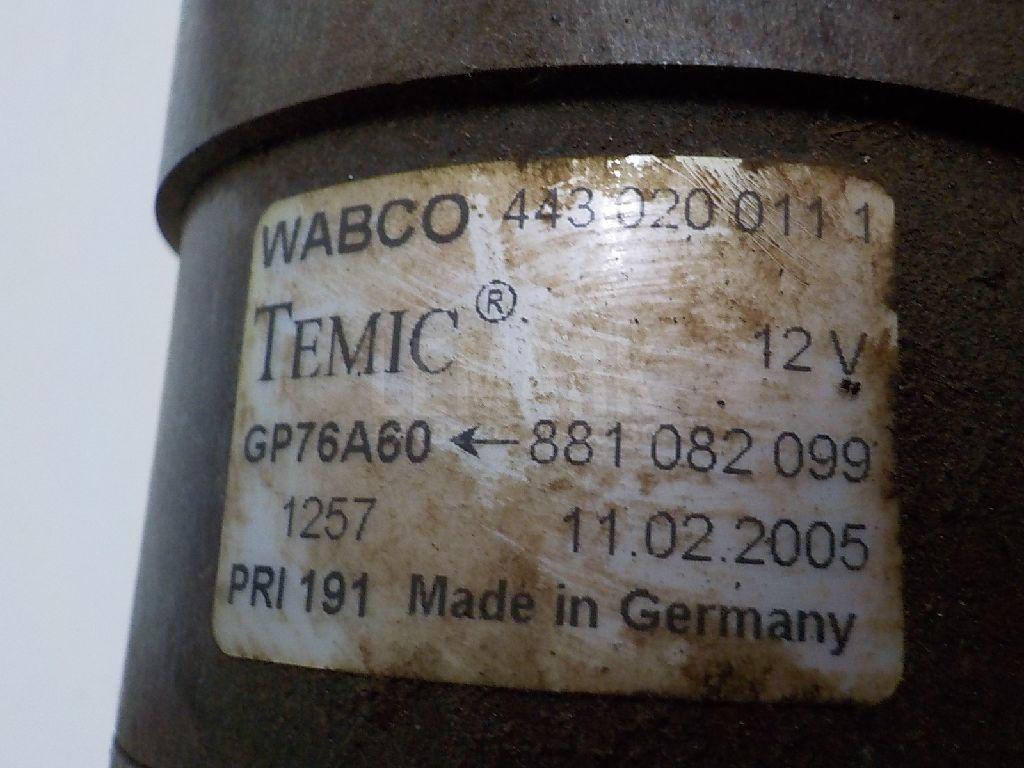 WABCO 443 020 011 1
TEMIC ®
12 V
GP76A60 ← 881 082 099
1257 11.02.2005
PRI 191 Made in Germany